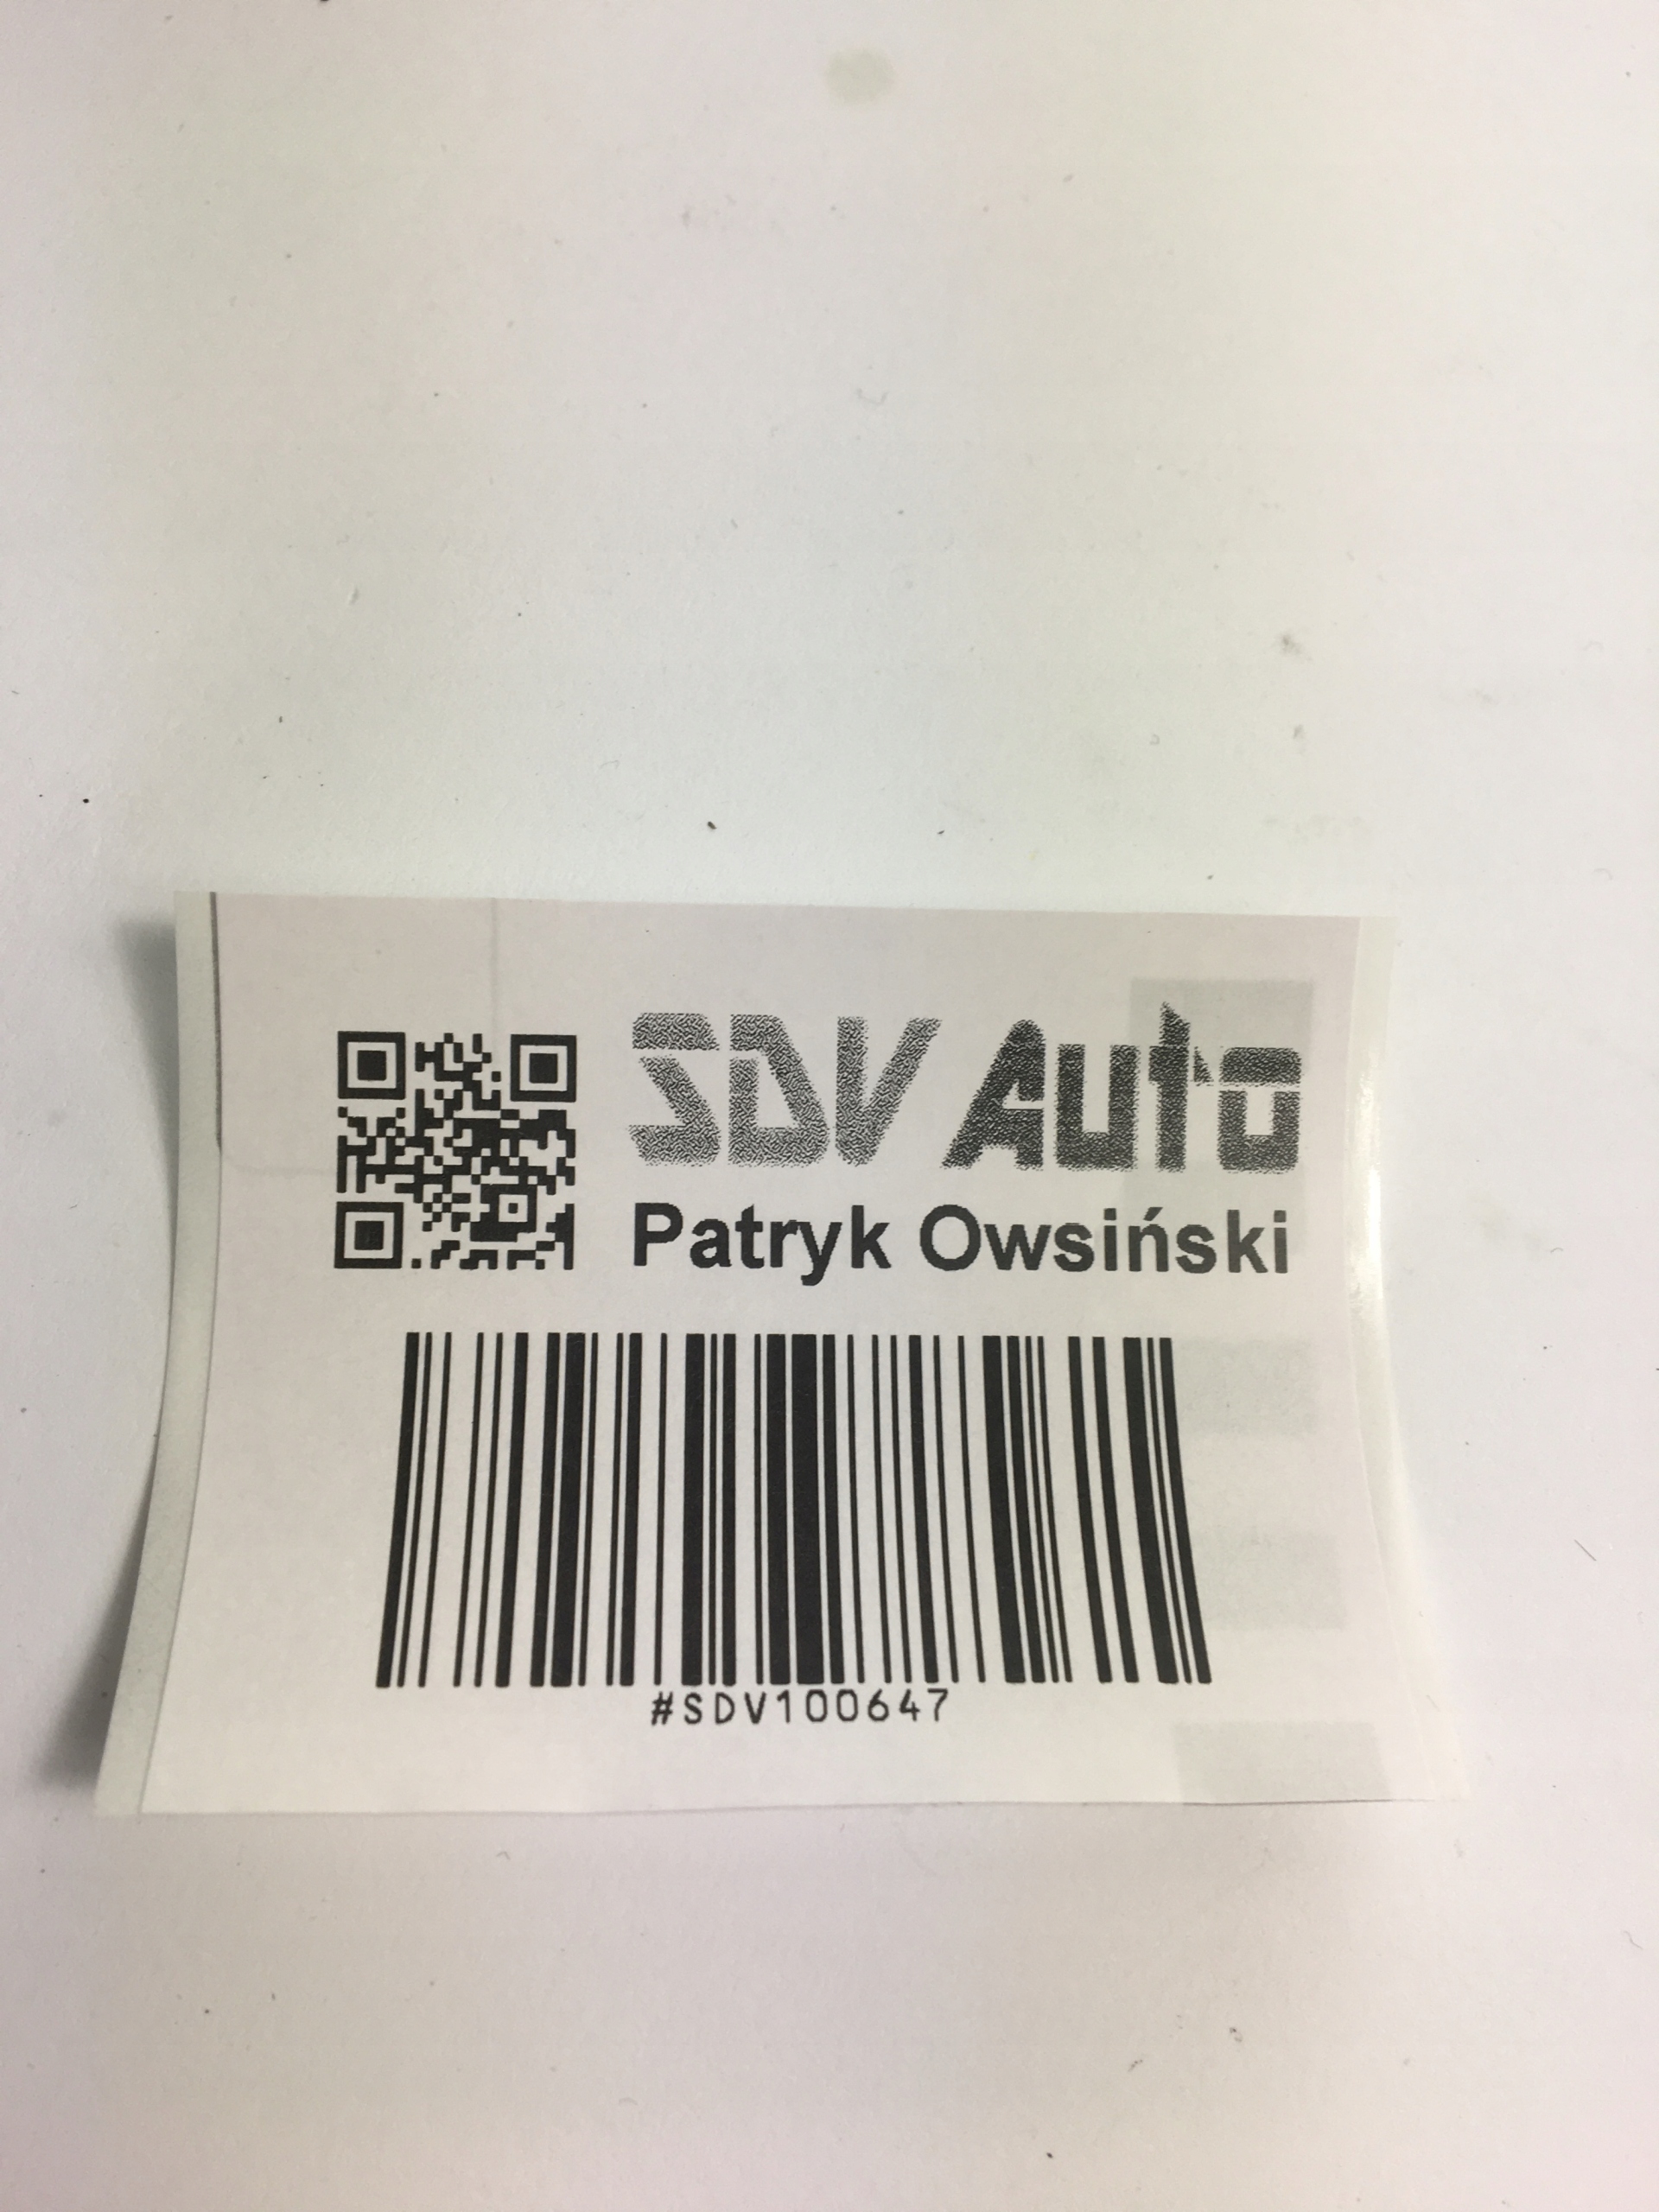 SDV Auto
Patryk Owsiński
#SDV100647